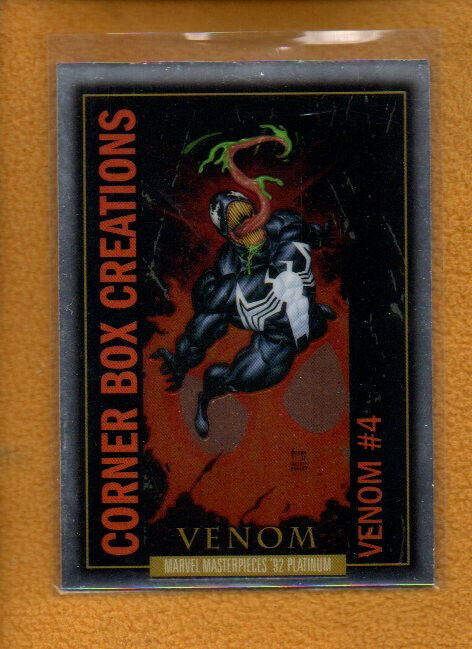 CORNER BOX CREATIONS
VENOM #4
VENOM
MARVEL MASTERPIECES '92 PLATINUM